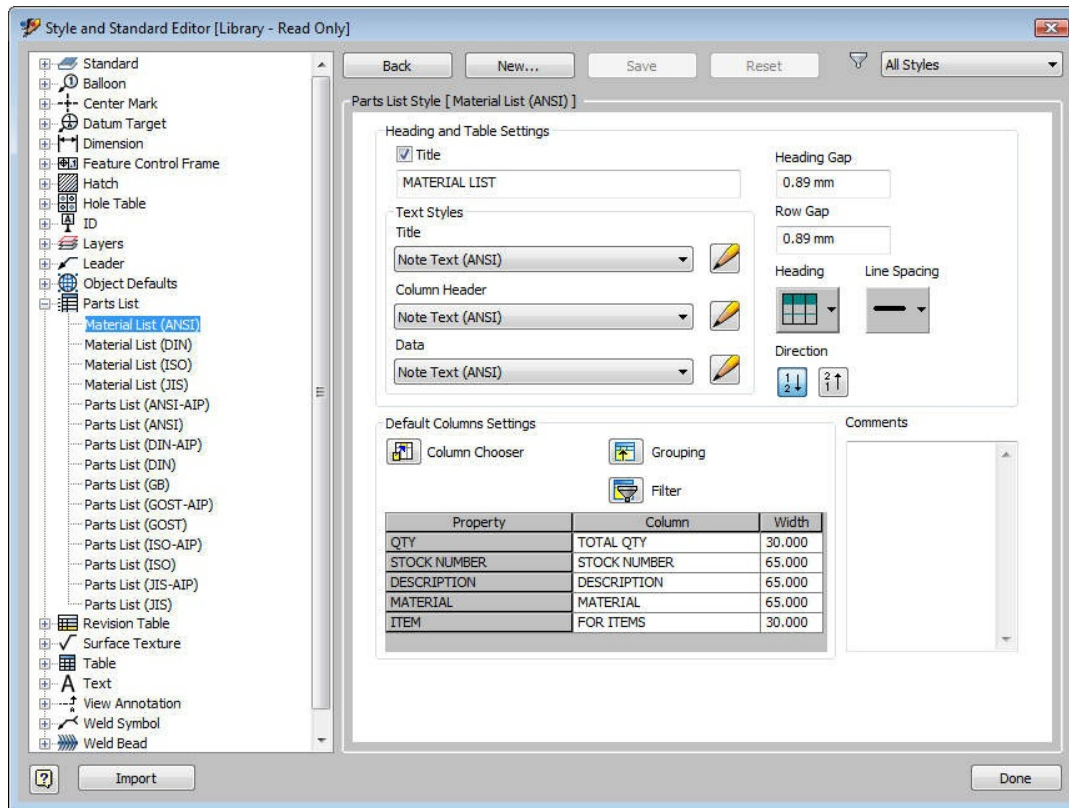 Style and Standard Editor [Library - Read Only]
Standard
Balloon
Center Mark
Datum Target
Dimension
Feature Control Frame
Hatch
Hole Table
ID
Layers
Leader
Object Defaults
Parts List
Material List (ANSI)
Material List (DIN)
Material List (ISO)
Material List (JIS)
Parts List (ANSI-AIP)
Parts List (ANSI)
Parts List (DIN-AIP)
Parts List (DIN)
Parts List (GB)
Parts List (GOST-AIP)
Parts List (GOST)
Parts List (ISO-AIP)
Parts List (ISO)
Parts List (JIS-AIP)
Parts List (JIS)
Revision Table
Surface Texture
Table
Text
View Annotation
Weld Symbol
Weld Bead
Import
Back New... Save Reset All Styles
Parts List Style [ Material List (ANSI) ]
Heading and Table Settings
Title
MATERIAL LIST
Text Styles
Title
Note Text (ANSI)
Column Header
Note Text (ANSI)
Data
Note Text (ANSI)
Heading Gap
0.89 mm
Row Gap
0.89 mm
Heading Line Spacing
Direction
Default Columns Settings
Column Chooser Grouping
Filter
Property Column Width
QTY TOTAL QTY 30.000
STOCK NUMBER STOCK NUMBER 65.000
DESCRIPTION DESCRIPTION 65.000
MATERIAL MATERIAL 65.000
ITEM FOR ITEMS 30.000
Comments
Done